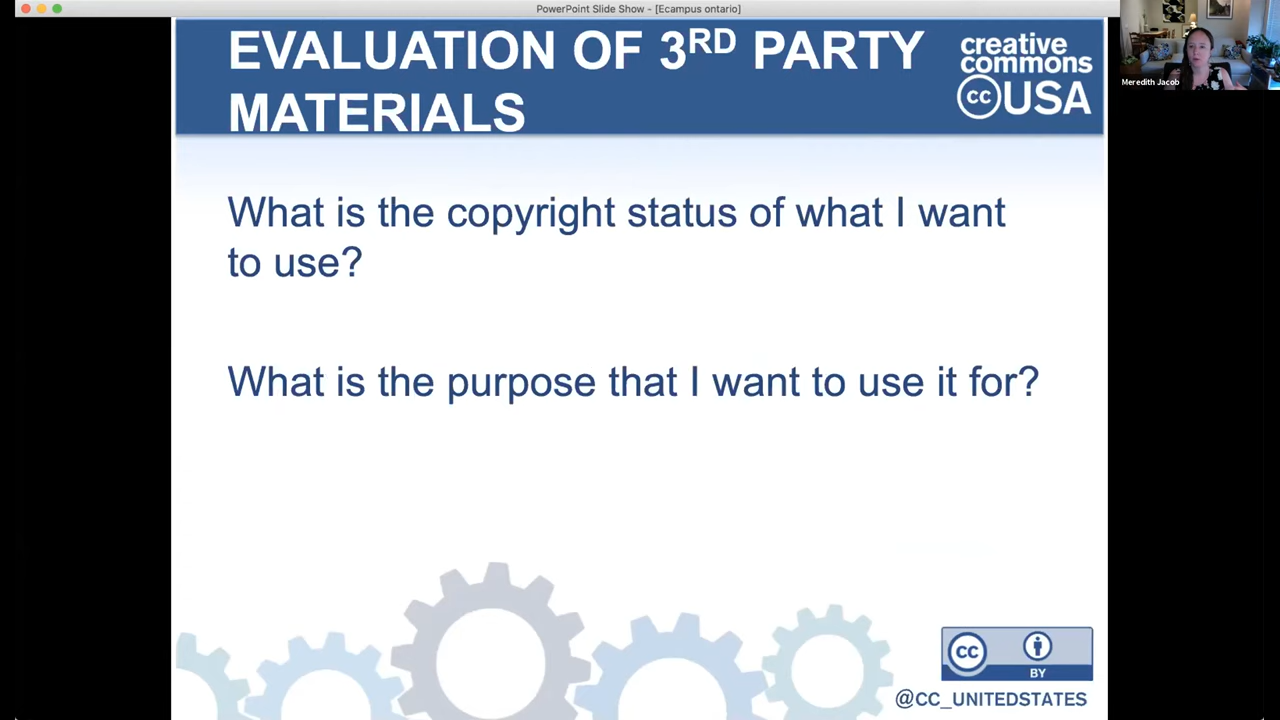 PowerPoint Slide Show - [Ecampus ontario]
EVALUATION OF 3RD PARTY
MATERIALS
creative
commons
cc USA
Meredith Jacob
What is the copyright status of what I want
to use?
What is the purpose that I want to use it for?
cc
BY
@CC_UNITEDSTATES